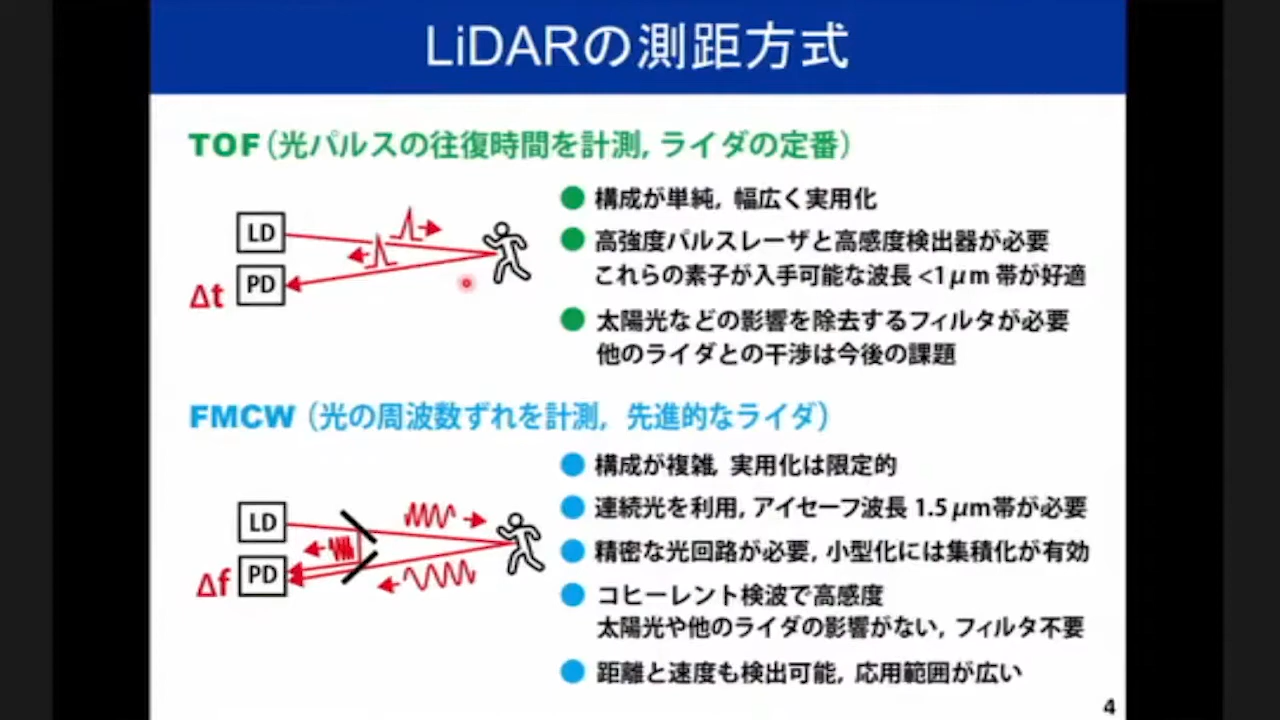 LiDARの測距方式
TOF(光パルスの往復時間を計測, ライダの定番)
LD
PD
Δt
構成が単純, 幅広く実用化
高強度パルスレーザと高感度検出器が必要
これらの素子が入手可能な波長 <1μm 帯が好適
太陽光などの影響を除去するフィルタが必要
他のライダとの干渉は今後の課題
FMCW (光の周波数ずれを計測, 先進的なライダ)
LD
PD
Δf
構成が複雑, 実用化は限定的
連続光を利用, アイセーフ波長 1.5μm帯が必要
精密な光回路が必要, 小型化には集積化が有効
コヒーレント検波で高感度
太陽光や他のライダの影響がない, フィルタ不要
距離と速度も検出可能, 応用範囲が広い
4